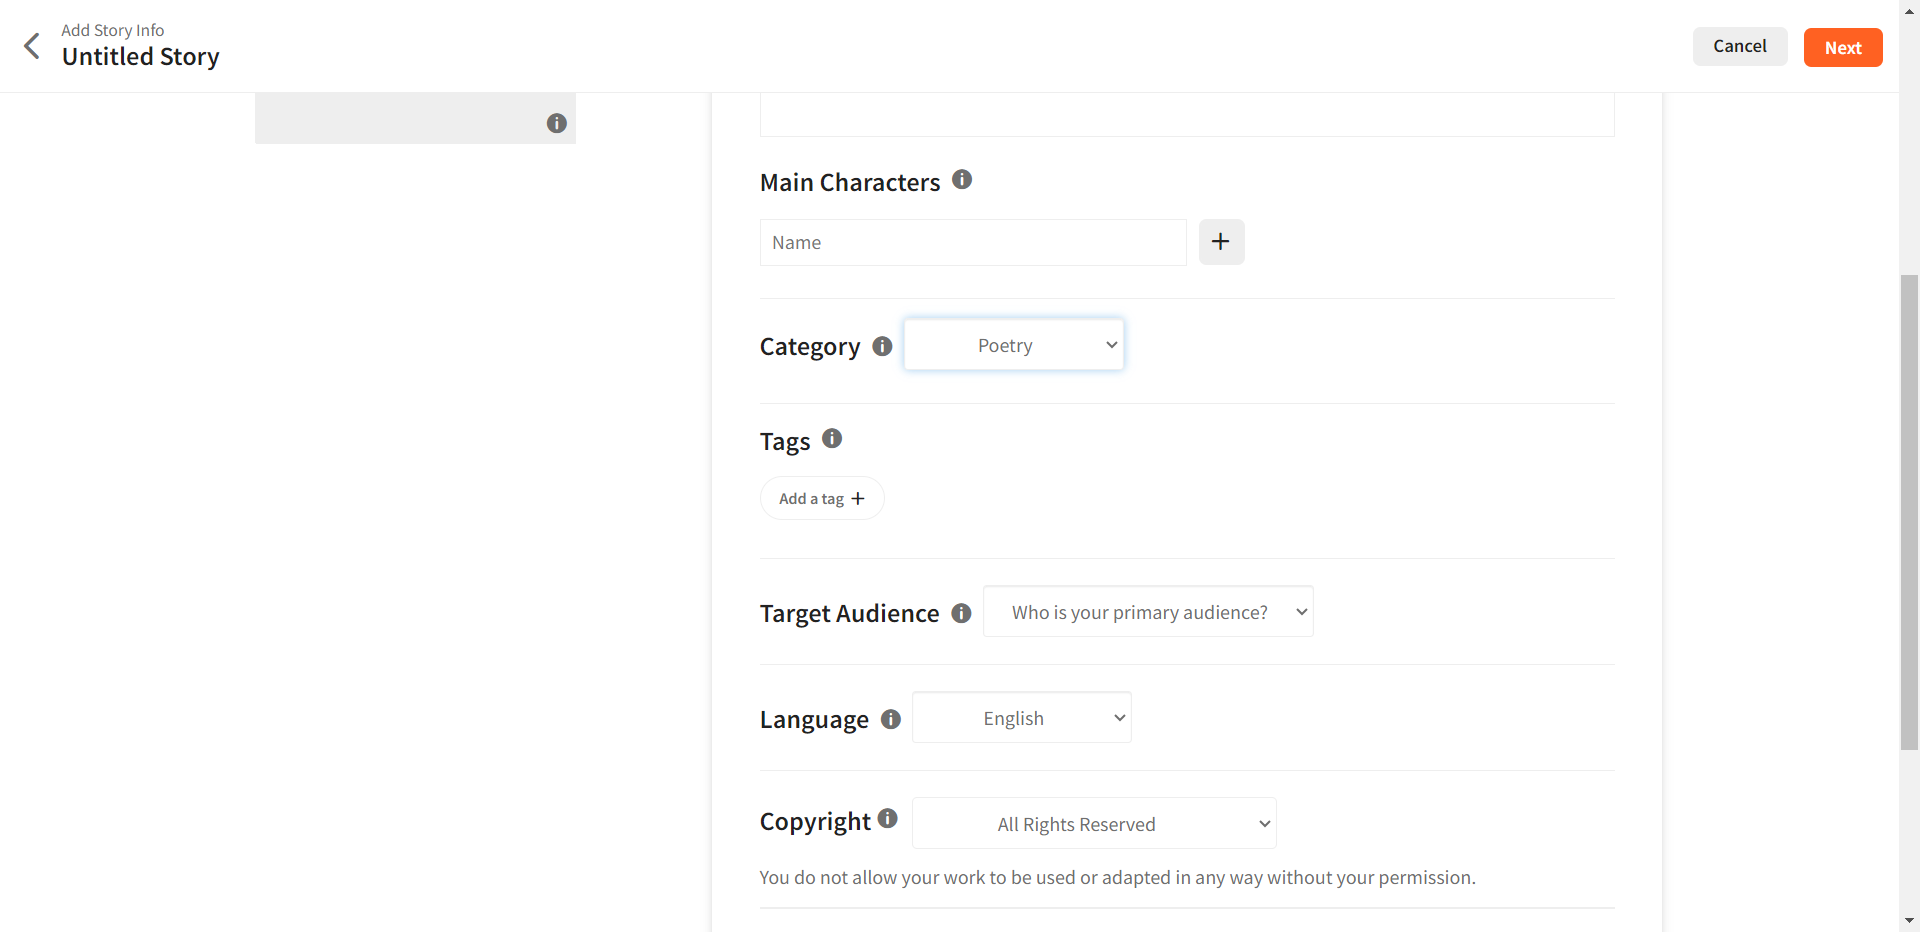 Add Story Info
Untitled Story
Cancel
Next
Main Characters
Name
Category
Poetry
Tags
Add a tag +
Target Audience
Who is your primary audience?
Language
English
Copyright
All Rights Reserved
You do not allow your work to be used or adapted in any way without your permission.